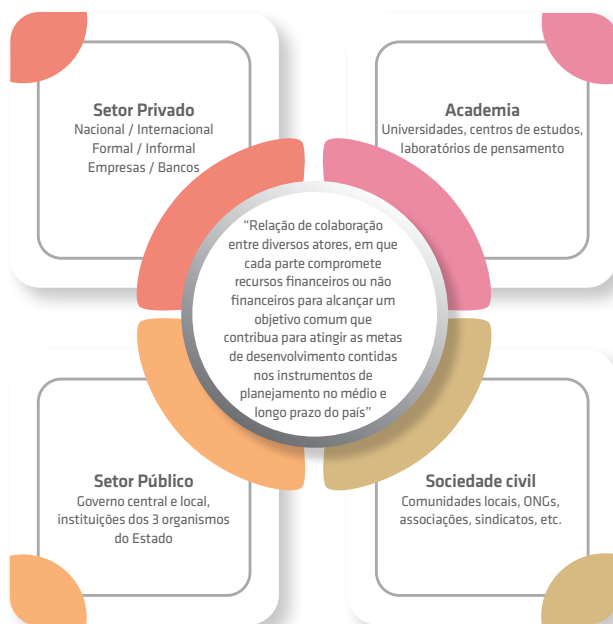 Setor Privado
Nacional / Internacional
Formal / Informal
Empresas / Bancos
Academia
Universidades, centros de estudos,
laboratórios de pensamento
“Relação de colaboração
entre diversos atores, em que
cada parte compromete
recursos financeiros ou não
financeiros para alcançar um
objetivo comum que
contribua para atingir as metas
de desenvolvimento contidas
nos instrumentos de
planejamento no médio e
longo prazo do país”
Setor Público
Governo central e local,
instituições dos 3 organismos
do Estado
Sociedade civil
Comunidades locais, ONGs,
associações, sindicatos, etc.